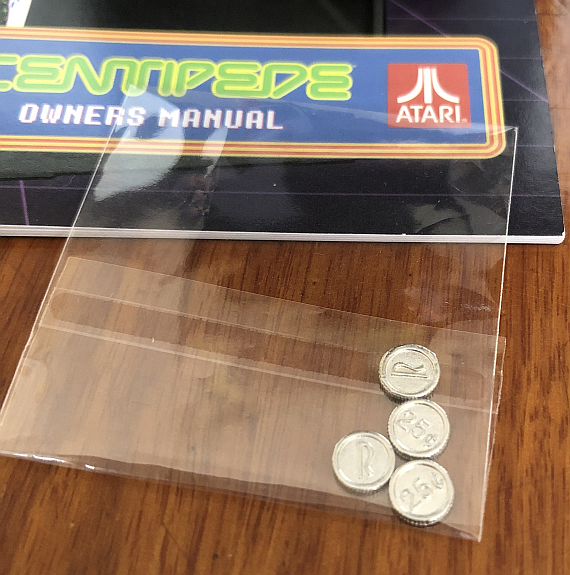 CENTIPEDE
OWNERS MANUAL
ATARI
R
25¢
R
25¢